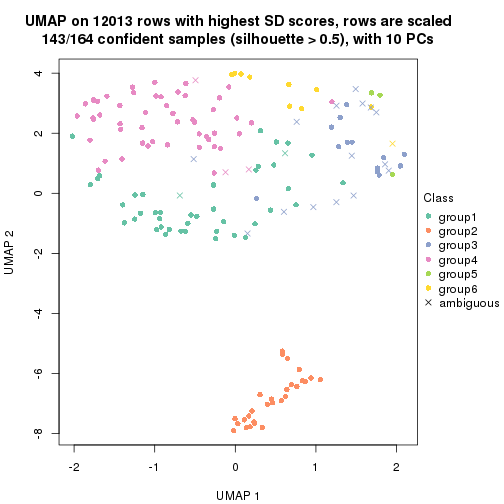 UMAP on 12013 rows with highest SD scores, rows are scaled
143/164 confident samples (silhouette > 0.5), with 10 PCs
4
2
0
-2
-4
-6
-8
UMAP 2
-2
-1
0
1
2
UMAP 1
Class
group1
group2
group3
group4
group5
group6
ambiguous